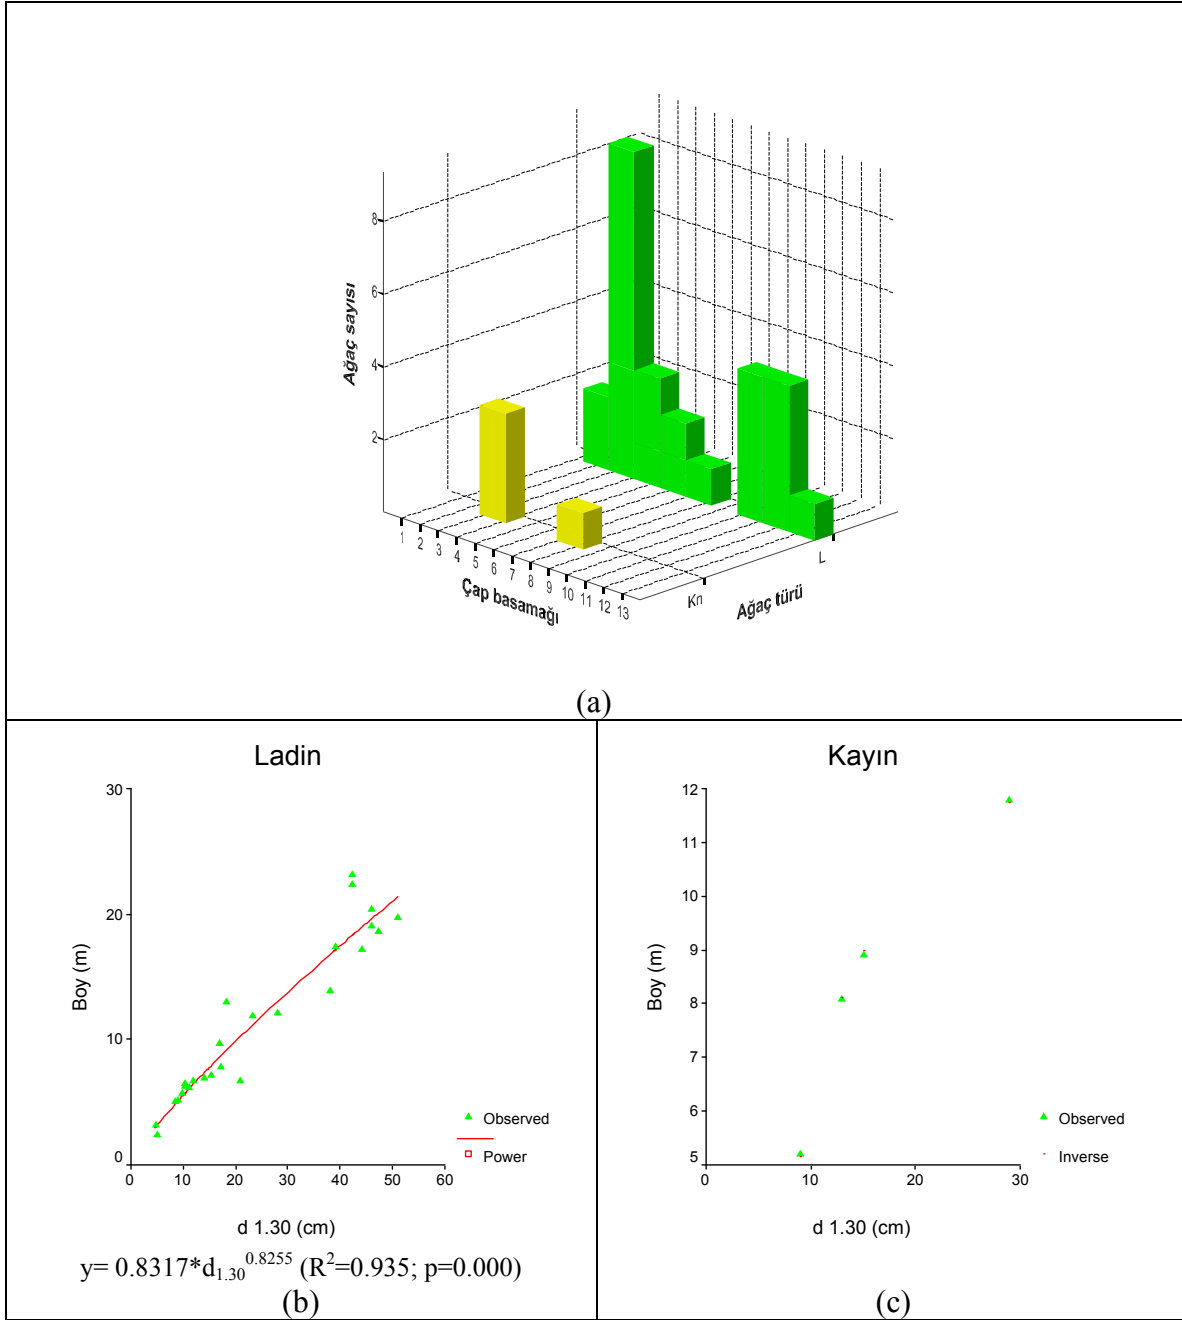 Ağaç sayısı
8
6
4
2
1 2 3 4 5 6 7 8 9 10 11 12 13
Çap basamağı
Kn
L
Ağaç türü
(a)
Ladin
30
20
10
0
0 10 20 30 40 50 60
Boy (m)
Observed
Power
d 1.30 (cm)
y= 0.8317*d1.30^0.8255 (R²=0.935; p=0.000)
(b)
Kayın
12
11
10
9
8
7
6
5
0 10 20 30
Boy (m)
Observed
Inverse
d 1.30 (cm)
(c)